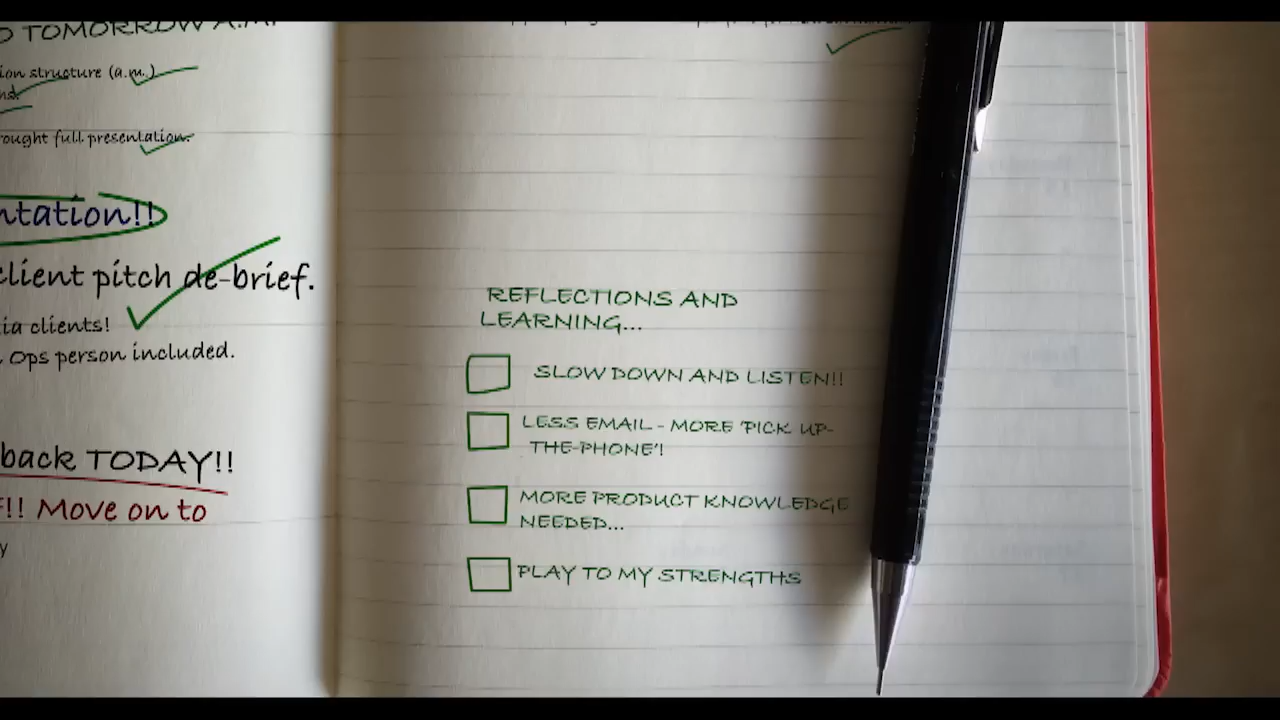 TOMORROW A.M.
ion structure (a.m.)
rought full presentation.
ntation!!
client pitch de-brief.
ia clients!
Ops person included.
back TODAY!!
!! Move on to
y
REFLECTIONS AND
LEARNING...
SLOW DOWN AND LISTEN!!
LESS EMAIL - MORE 'PICK UP-
THE-PHONE'!
MORE PRODUCT KNOWLEDGE
NEEDED...
PLAY TO MY STRENGTHS